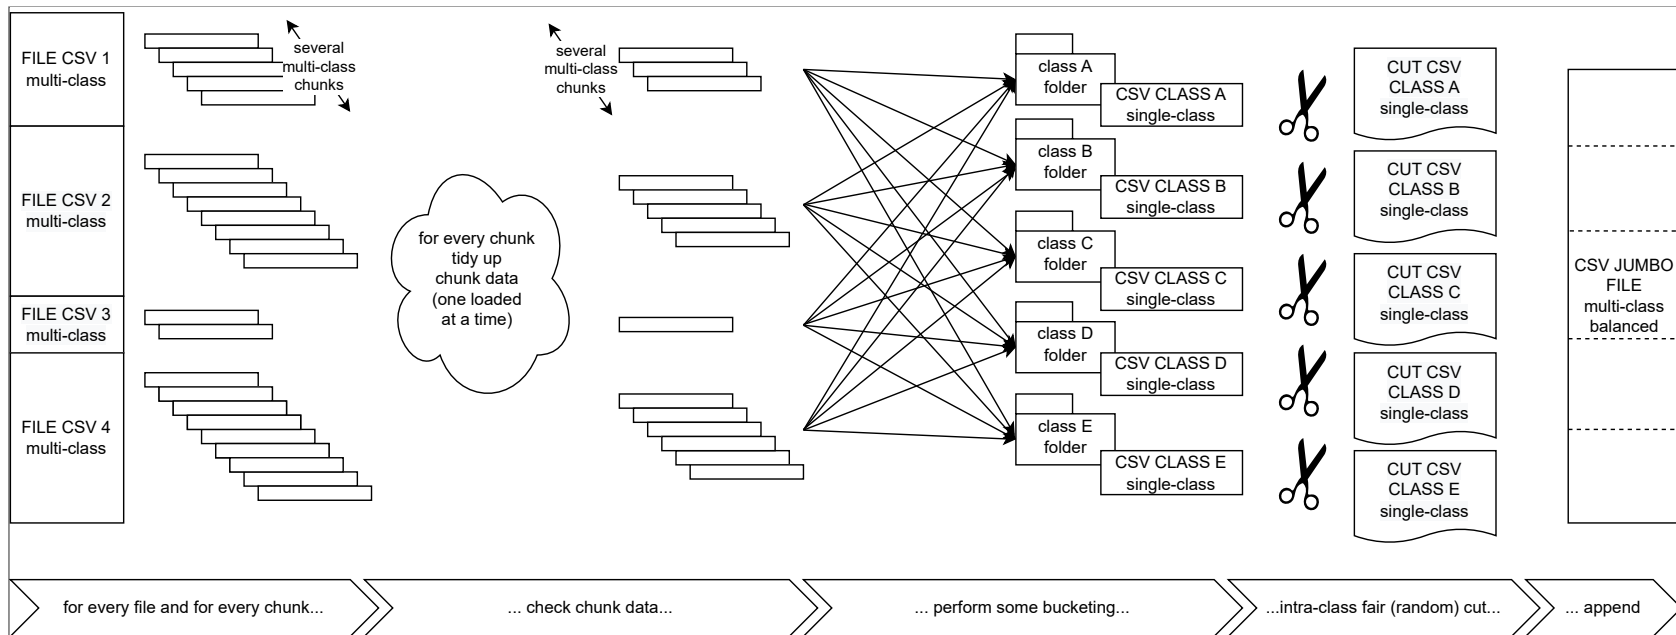 FILE CSV 1
multi-class
several
multi-class
chunks
FILE CSV 2
multi-class
FILE CSV 3
multi-class
FILE CSV 4
multi-class
for every chunk
tidy up
chunk data
(one loaded
at a time)
several
multi-class
chunks
class A
folder
CSV CLASS A
single-class
class B
folder
CSV CLASS B
single-class
class C
folder
CSV CLASS C
single-class
class D
folder
CSV CLASS D
single-class
class E
folder
CSV CLASS E
single-class
CUT CSV
CLASS A
single-class
CUT CSV
CLASS B
single-class
CUT CSV
CLASS C
single-class
CUT CSV
CLASS D
single-class
CUT CSV
CLASS E
single-class
CSV JUMBO
FILE
multi-class
balanced
for every file and for every chunk...
... check chunk data...
... perform some bucketing...
...intra-class fair (random) cut...
... append